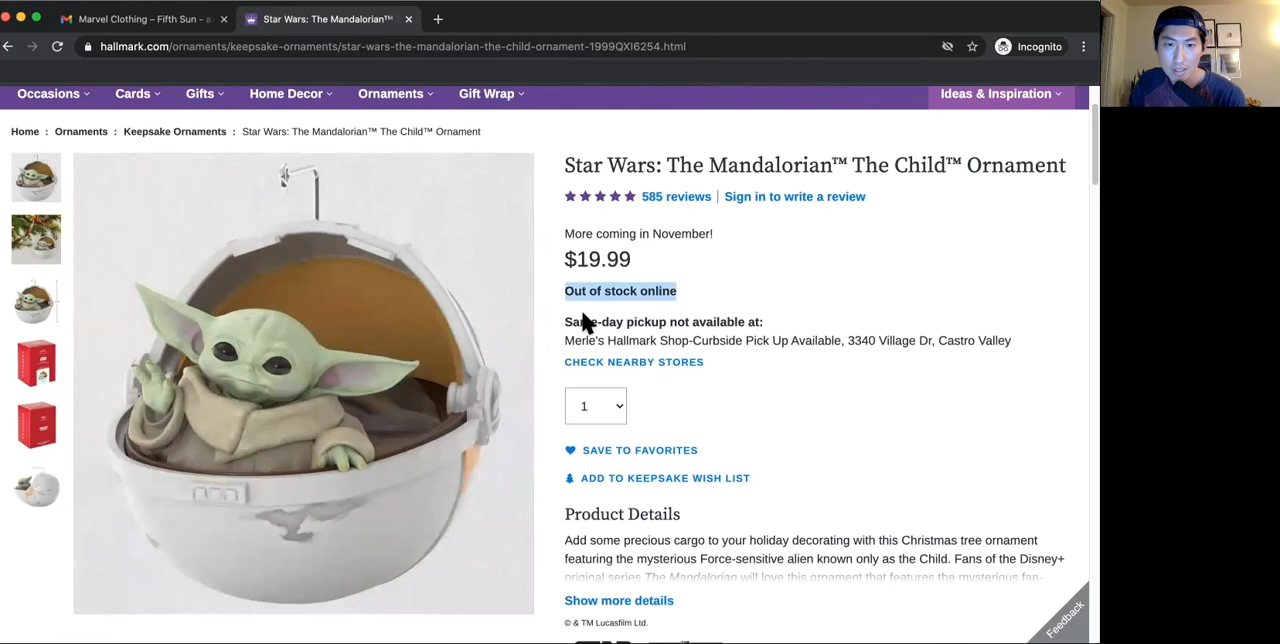 Marvel Clothing – Fifth Sun - a
Star Wars: The Mandalorian™
hallmark.com/ornaments/keepsake-ornaments/star-wars-the-mandalorian-the-child-ornament-1999QXI6254.html
Incognito
Occasions Cards Gifts Home Decor Ornaments Gift Wrap Ideas & Inspiration
Home : Ornaments : Keepsake Ornaments : Star Wars: The Mandalorian™ The Child™ Ornament
Star Wars: The Mandalorian™ The Child™ Ornament
585 reviews | Sign in to write a review
More coming in November!
$19.99
Out of stock online
Same-day pickup not available at:
Merle's Hallmark Shop-Curbside Pick Up Available, 3340 Village Dr, Castro Valley
CHECK NEARBY STORES
1
SAVE TO FAVORITES
ADD TO KEEPSAKE WISH LIST
Product Details
Add some precious cargo to your holiday decorating with this Christmas tree ornament
featuring the mysterious Force-sensitive alien known only as the Child. Fans of the Disney+
original series The Mandalorian will love this ornament that features the mysterious fan-
Show more details
© & TM Lucasfilm Ltd.
Feedback